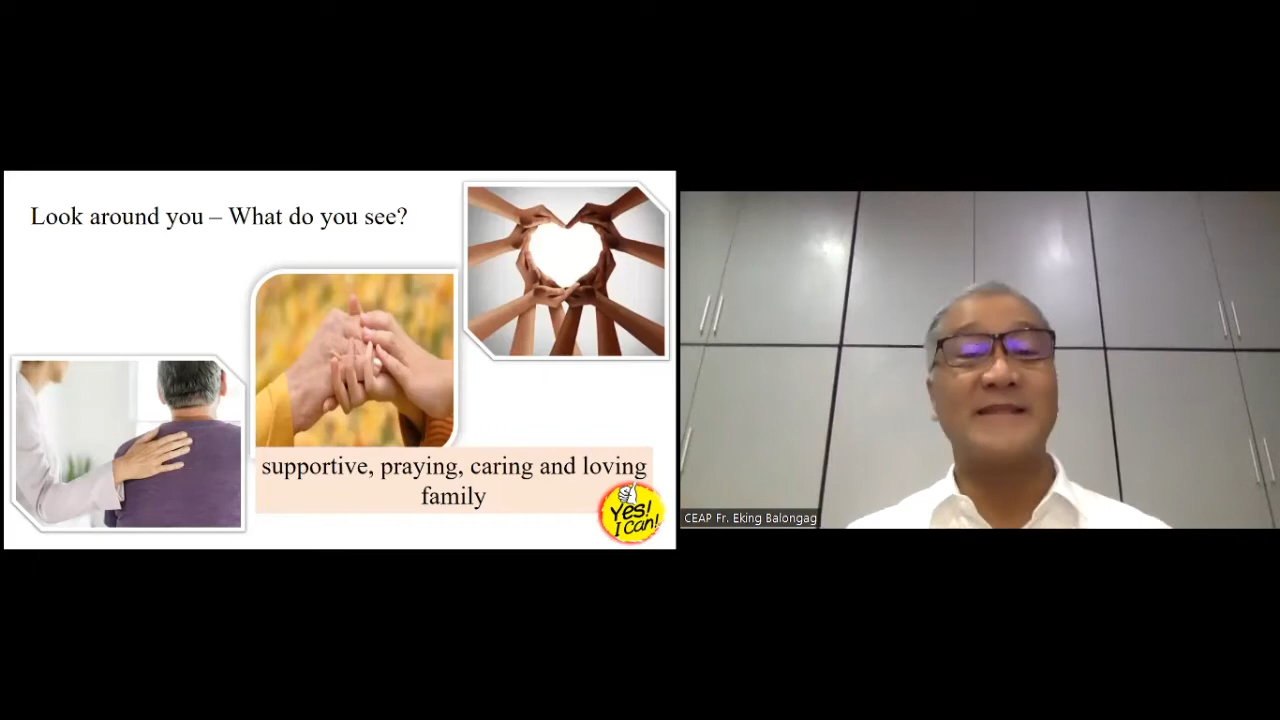 Look around you – What do you see?
supportive, praying, caring and loving
family
Yes!
I can!
CEAP Fr. Eking Balongag